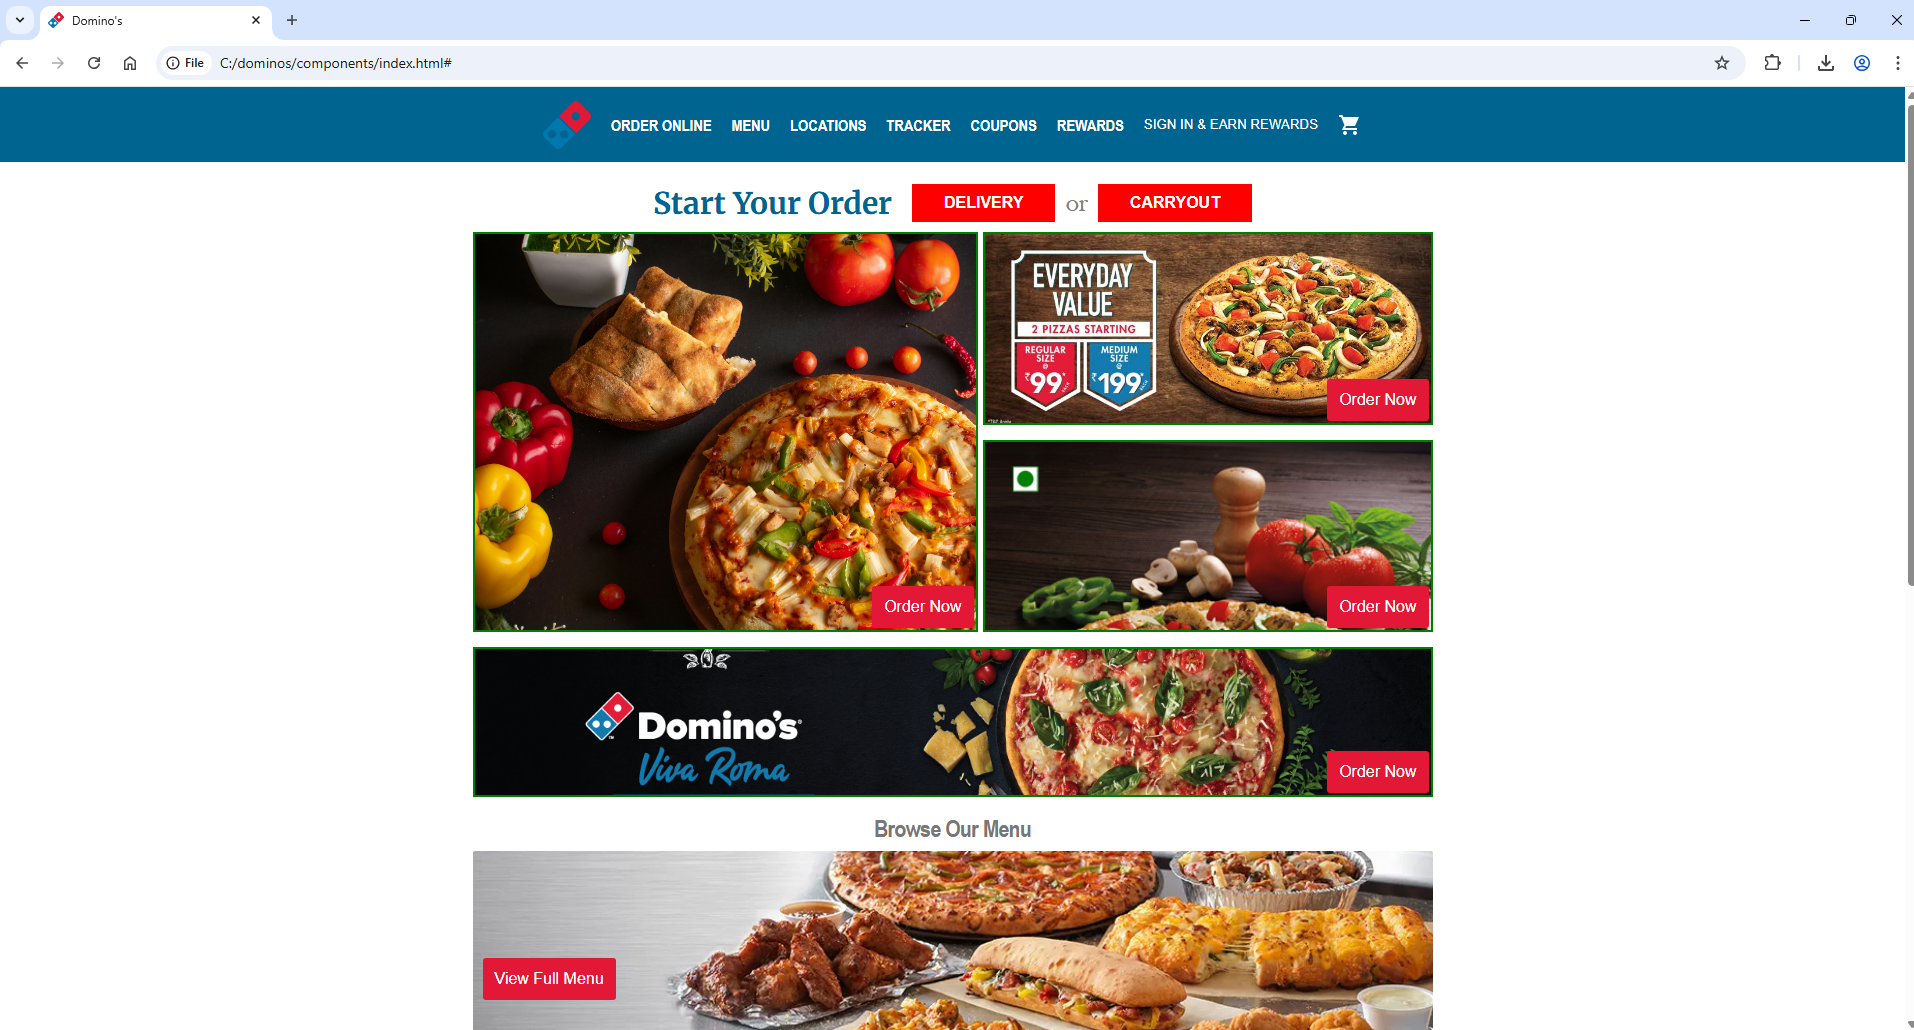 Domino's
File
C:/dominos/components/index.html#
ORDER ONLINE MENU LOCATIONS TRACKER COUPONS REWARDS SIGN IN & EARN REWARDS
Start Your Order DELIVERY or CARRYOUT
EVERYDAY
VALUE
2 PIZZAS STARTING
REGULAR
SIZE
@
₹99*
EACH
MEDIUM
SIZE
@
₹199*
EACH
Order Now
Order Now
Order Now
Domino's
Viva Roma
Order Now
Browse Our Menu
View Full Menu